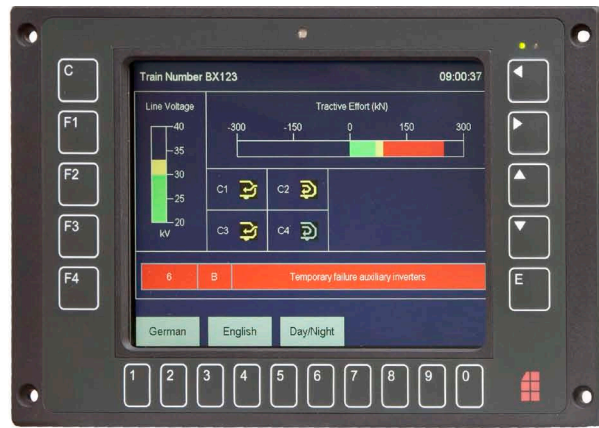 C
F1
F2
F3
F4
Train Number BX123 09:00:37
Line Voltage
40
35
30
25
20
kV
Tractive Effort (kN)
-300 -150 0 150 300
C1 C2
C3 C4
6 B Temporary failure auxiliary inverters
German English Day/Night
E
1 2 3 4 5 6 7 8 9 0